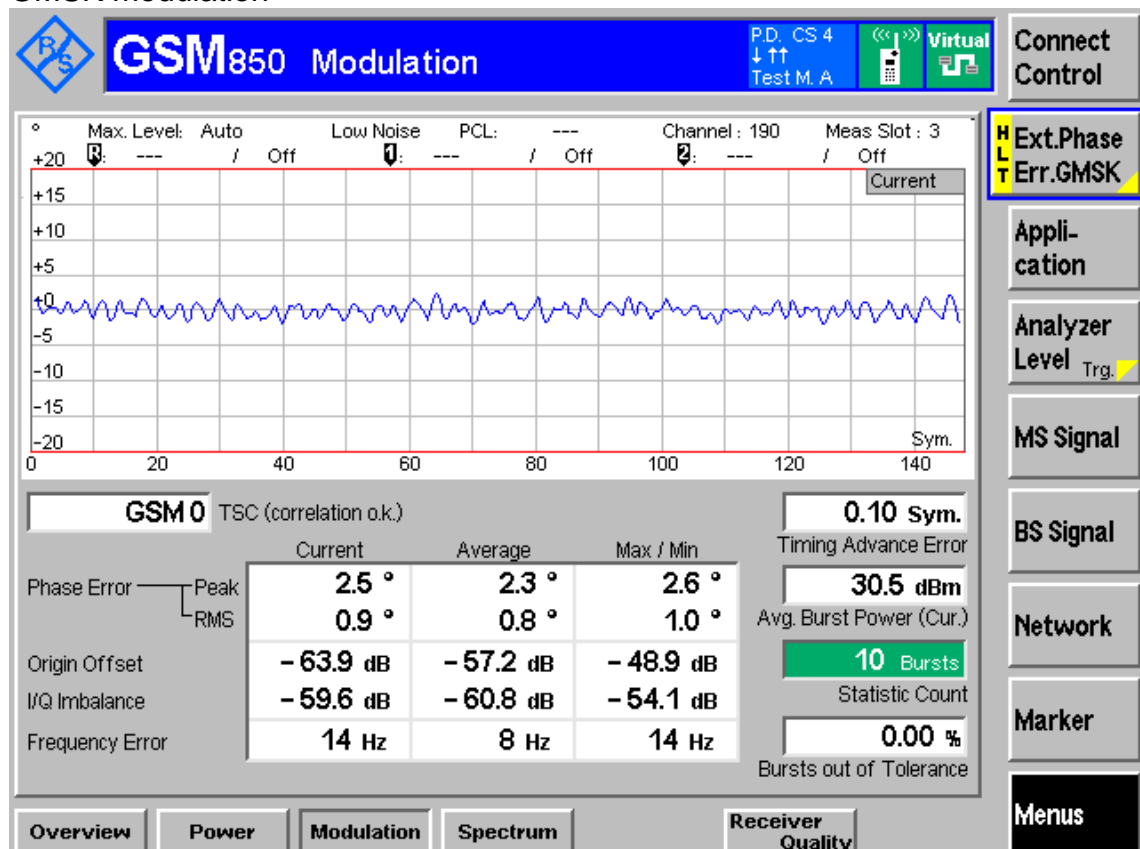 GMSK modulation
R&S
GSM850 Modulation
P.D. CS 4
↓ ↑↑
Test M. A
Virtual
Connect Control
° Max. Level: Auto Low Noise PCL: --- Channel : 190 Meas Slot : 3
R: --- / Off 1: --- / Off 2: --- / Off
Current
+20
+15
+10
+5
+0
-5
-10
-15
-20
Sym.
0 20 40 60 80 100 120 140
GSM 0 TSC (correlation o.k.)
Current Average Max / Min
Phase Error Peak 2.5 ° 2.3 ° 2.6 °
RMS 0.9 ° 0.8 ° 1.0 °
Origin Offset – 63.9 dB – 57.2 dB – 48.9 dB
I/Q Imbalance – 59.6 dB – 60.8 dB – 54.1 dB
Frequency Error 14 Hz 8 Hz 14 Hz
0.10 Sym.
Timing Advance Error
30.5 dBm
Avg. Burst Power (Cur.)
10 Bursts
Statistic Count
0.00 %
Bursts out of Tolerance
HLT
Ext.Phase
Err.GMSK
Appli-
cation
Analyzer
Level Trg.
MS Signal
BS Signal
Network
Marker
Menus
Overview Power Modulation Spectrum Receiver
Quality